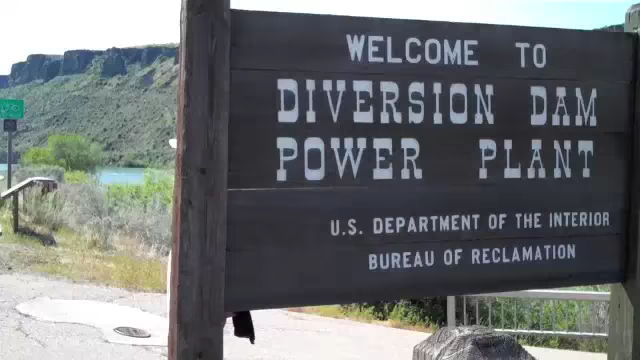 WELCOME TO
DIVERSION DAM
POWER PLANT
U.S. DEPARTMENT OF THE INTERIOR
BUREAU OF RECLAMATION